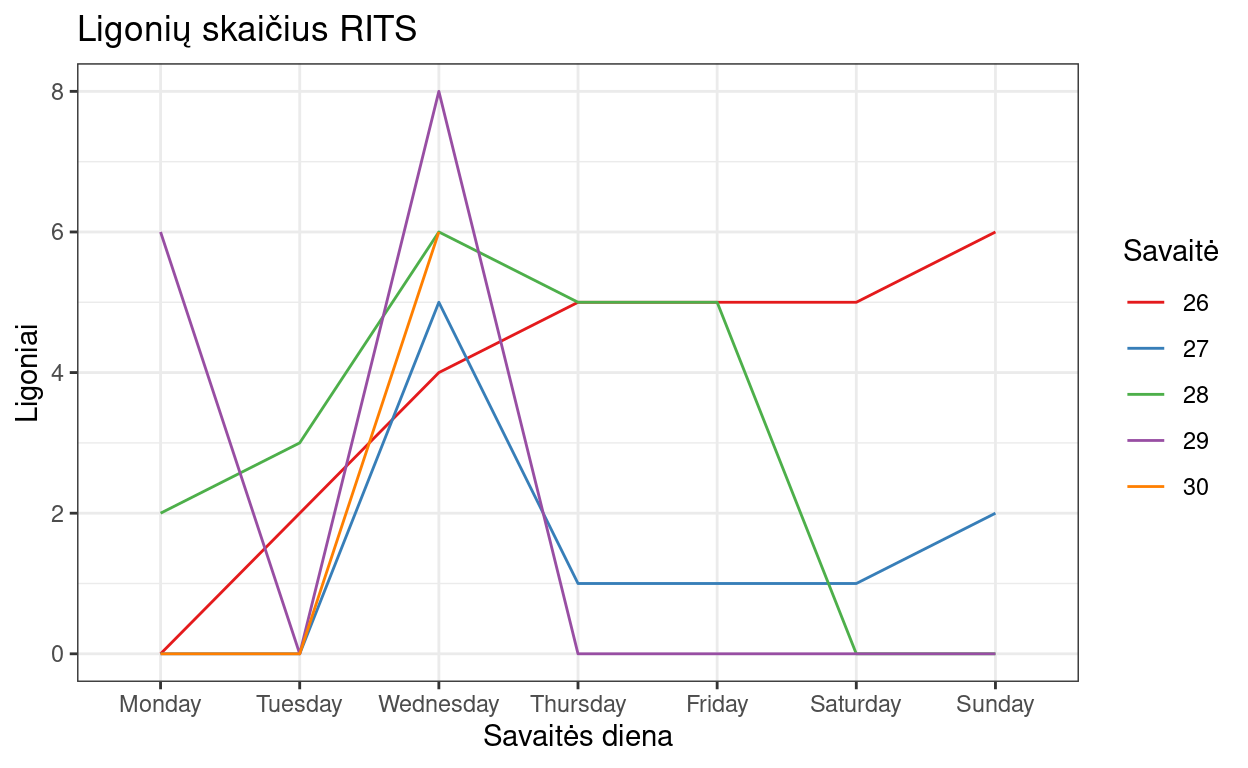 Ligonių skaičius RITS
8
6
4
2
0
Ligoniai
Monday Tuesday Wednesday Thursday Friday Saturday Sunday
Savaitės diena
Savaitė
26
27
28
29
30